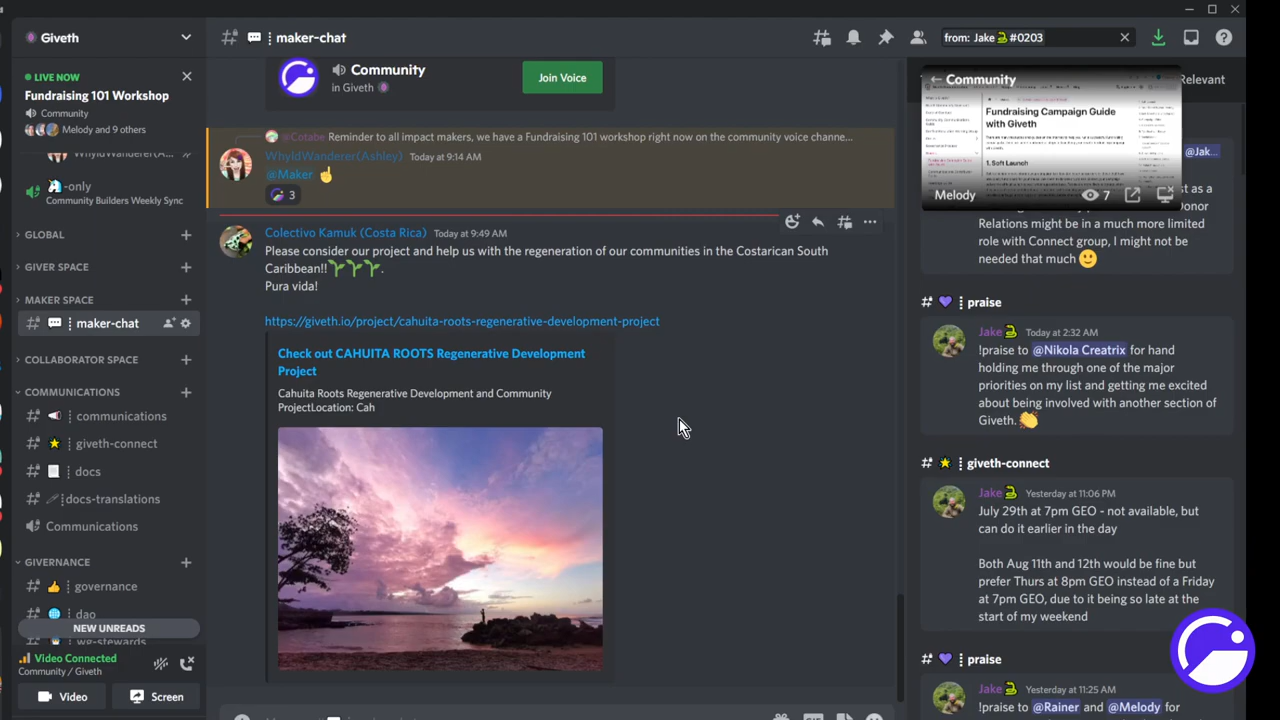 Giveth
maker-chat
from: Jake🐍#0203
LIVE NOW
Fundraising 101 Workshop
Community
Melody and 9 others
WhyldWanderer(A...
-only
Community Builders Weekly Sync
GLOBAL
GIVER SPACE
MAKER SPACE
maker-chat
COLLABORATOR SPACE
COMMUNICATIONS
communications
giveth-connect
docs
docs-translations
Communications
GOVERNANCE
governance
dao
NEW UNREADS
wg-stewards
Video Connected
Community / Giveth
Video
Screen
Community
in Giveth
Join Voice
@Cotabe Reminder to all impact makers, we have a Fundraising 101 workshop right now on the community voice channe...
WhyldWanderer(Ashley) Today at 9:14 AM
@Maker ☝
3
Colectivo Kamuk (Costa Rica) Today at 9:49 AM
Please consider our project and help us with the regeneration of our communities in the Costarican South
Caribbean!!🌱🌱🌱.
Pura vida!
https://giveth.io/project/cahuita-roots-regenerative-development-project
Check out CAHUITA ROOTS Regenerative Development
Project
Cahuita Roots Regenerative Development and Community
ProjectLocation: Cah
Community
Relevant
Fundraising Campaign Guide
with Giveth
1. Soft Launch
Melody
7
@Jak...
st as a
onor
Relations might be in a much more limited
role with Connect group, I might not be
needed that much 🙂
praise
Jake🐍 Today at 2:32 AM
!praise to @Nikola Creatrix for hand
holding me through one of the major
priorities on my list and getting me excited
about being involved with another section of
Giveth.👏
giveth-connect
Jake🐍 Yesterday at 11:06 PM
July 29th at 7pm GEO - not available, but
can do it earlier in the day
Both Aug 11th and 12th would be fine but
prefer Thurs at 8pm GEO instead of a Friday
at 7pm GEO, due to it being so late at the
start of my weekend
praise
Jake🐍 Yesterday at 11:25 AM
!praise to @Rainer and @Melody for